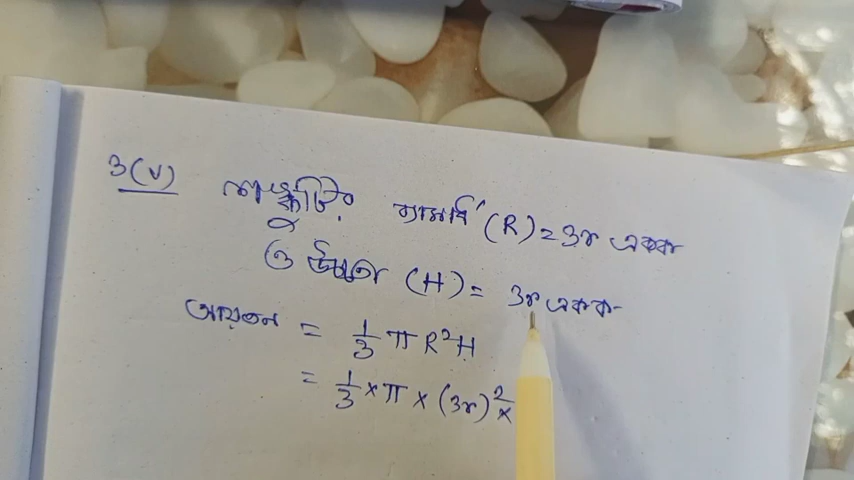 3(V) শঙ্কুটির ব্যাসার্ধ (R) = 3r একক
ও উচ্চতা (H) = 3r একক
আয়তন = 1/3 π R²H
= 1/3 × π × (3r)² ×